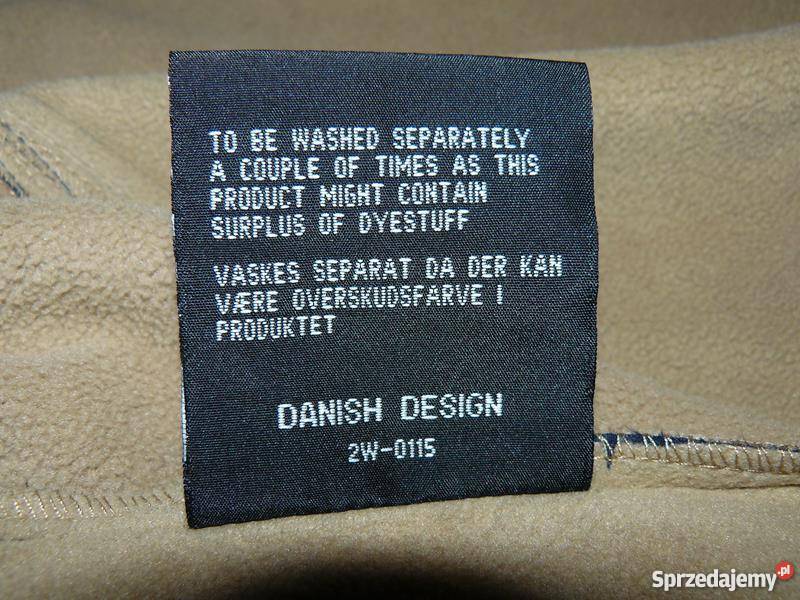 TO BE WASHED SEPARATELY
A COUPLE OF TIMES AS THIS
PRODUCT MIGHT CONTAIN
SURPLUS OF DYESTUFF
VASKES SEPARAT DA DER KAN
VÆRE OVERSKUDSFARVE I
PRODUKTET
DANISH DESIGN
2W-0115
Sprzedajemy.pl